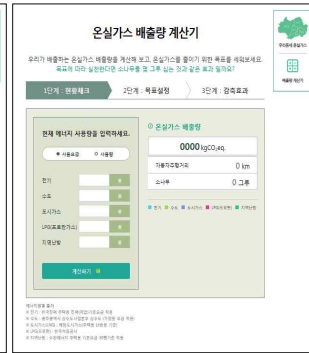 온실가스 배출량 계산기
우리가 배출하는 온실가스 배출량을 계산해 보고, 온실가스를 줄이기 위한 목표를 세워보세요.
목표에 따라 실천한다면 소나무를 몇 그루 심는 것과 같은 효과 일까요?
1단계 : 현황체크
2단계 : 목표설정
3단계 : 감축효과
현재 에너지 사용량을 입력하세요.
사용요금
사용량
전기
수도
도시가스
LPG(프로판가스)
지역난방
계산하기
온실가스 배출량
0000 kgCO₂eq.
자동차주행거리 0 km
소나무 0 그루
전기 수도 도시가스 LPG(프로판) 지역난방
우리동네 온실가스
배출량 계산기